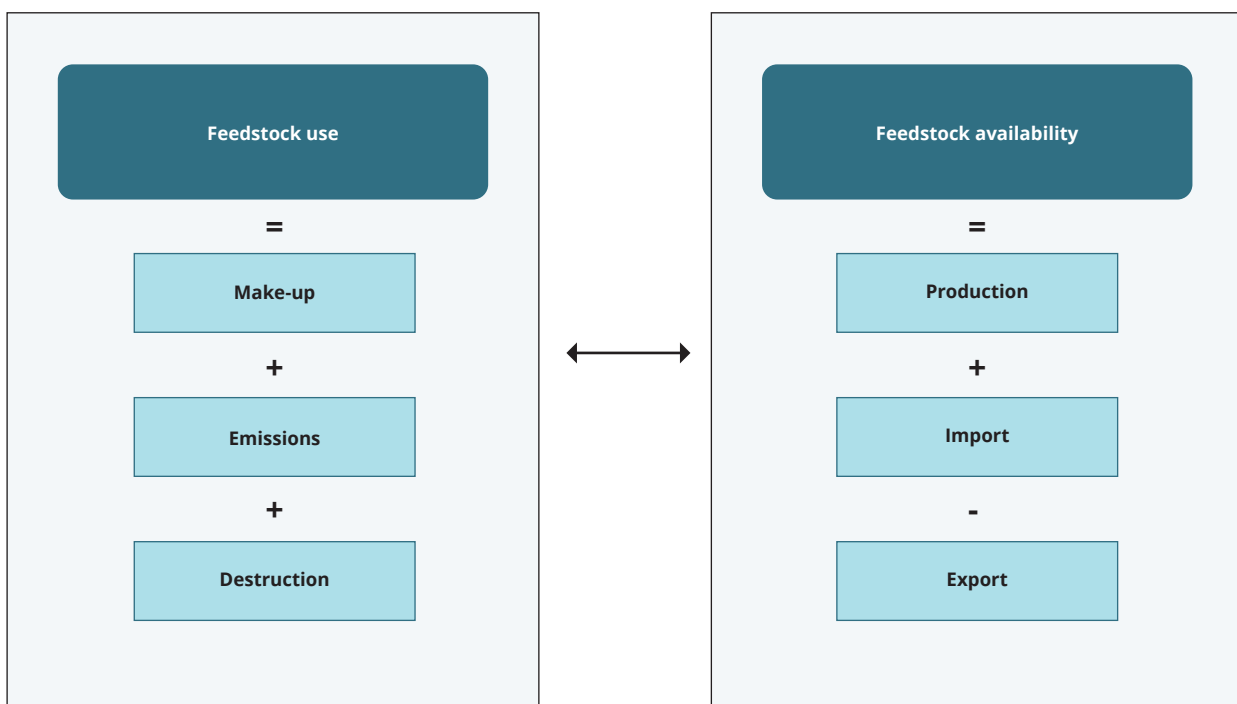 Feedstock use
=
Make-up
+
Emissions
+
Destruction
Feedstock availability
=
Production
+
Import
-
Export